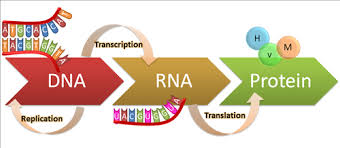 A T G C A C C A
T A C G T G G T
Transcription
H
V
M
DNA
RNA
Protein
Replication
U A C G U G G U A
Translation